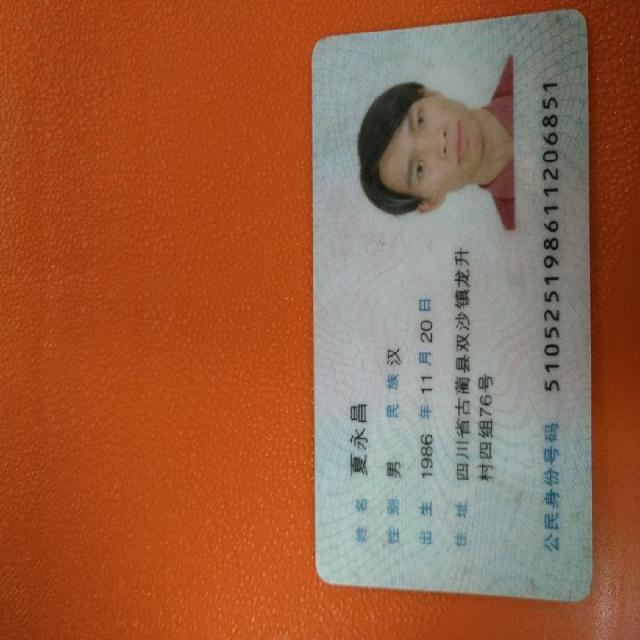 姓名 夏永昌
性别 男 民族 汉
出生 1986 年 11 月 20 日
住址 四川省古蔺县双沙镇龙升
村四组76号
公民身份号码 510525198611206851